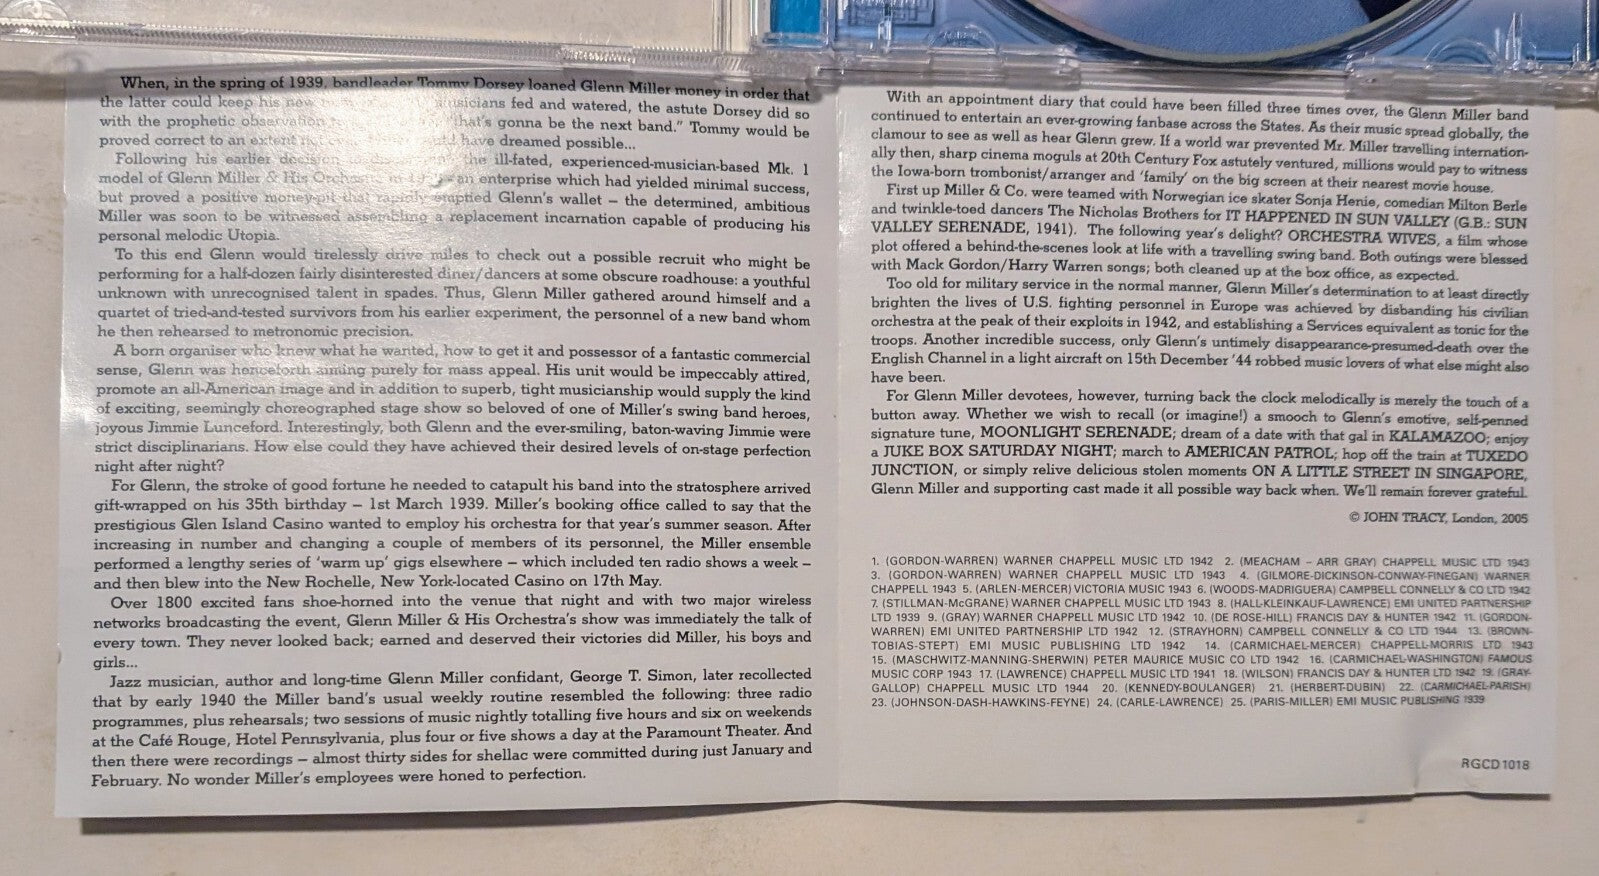 When, in the spring of 1939, bandleader Tommy Dorsey loaned Glenn Miller money in order that
the latter could keep his new musicians fed and watered, the astute Dorsey did so
with the prophetic observation "that's gonna be the next band." Tommy would be
proved correct to an extent have dreamed possible...
Following his earlier decision the ill-fated, experienced-musician-based Mk. 1
model of Glenn Miller & His Orchestra in – an enterprise which had yielded minimal success,
but proved a positive money-pit that rapidly emptied Glenn's wallet – the determined, ambitious
Miller was soon to be witnessed assembling a replacement incarnation capable of producing his
personal melodic Utopia.
To this end Glenn would tirelessly drive miles to check out a possible recruit who might be
performing for a half-dozen fairly disinterested diner/dancers at some obscure roadhouse: a youthful
unknown with unrecognised talent in spades. Thus, Glenn Miller gathered around himself and a
quartet of tried-and-tested survivors from his earlier experiment, the personnel of a new band whom
he then rehearsed to metronomic precision.
A born organiser who knew what he wanted, how to get it and possessor of a fantastic commercial
sense, Glenn was henceforth aiming purely for mass appeal. His unit would be impeccably attired,
promote an all-American image and in addition to superb, tight musicianship would supply the kind
of exciting, seemingly choreographed stage show so beloved of one of Miller's swing band heroes,
joyous Jimmie Lunceford. Interestingly, both Glenn and the ever-smiling, baton-waving Jimmie were
strict disciplinarians. How else could they have achieved their desired levels of on-stage perfection
night after night?
For Glenn, the stroke of good fortune he needed to catapult his band into the stratosphere arrived
gift-wrapped on his 35th birthday – 1st March 1939. Miller's booking office called to say that the
prestigious Glen Island Casino wanted to employ his orchestra for that year's summer season. After
increasing in number and changing a couple of members of its personnel, the Miller ensemble
performed a lengthy series of 'warm up' gigs elsewhere – which included ten radio shows a week –
and then blew into the New Rochelle, New York-located Casino on 17th May.
Over 1800 excited fans shoe-horned into the venue that night and with two major wireless
networks broadcasting the event, Glenn Miller & His Orchestra's show was immediately the talk of
every town. They never looked back; earned and deserved their victories did Miller, his boys and
girls...
Jazz musician, author and long-time Glenn Miller confidant, George T. Simon, later recollected
that by early 1940 the Miller band's usual weekly routine resembled the following: three radio
programmes, plus rehearsals; two sessions of music nightly totalling five hours and six on weekends
at the Café Rouge, Hotel Pennsylvania, plus four or five shows a day at the Paramount Theater. And
then there were recordings – almost thirty sides for shellac were committed during just January and
February. No wonder Miller's employees were honed to perfection.
With an appointment diary that could have been filled three times over, the Glenn Miller band
continued to entertain an ever-growing fanbase across the States. As their music spread globally, the
clamour to see as well as hear Glenn grew. If a world war prevented Mr. Miller travelling internation-
ally then, sharp cinema moguls at 20th Century Fox astutely ventured, millions would pay to witness
the Iowa-born trombonist/arranger and 'family' on the big screen at their nearest movie house.
First up Miller & Co. were teamed with Norwegian ice skater Sonja Henie, comedian Milton Berle
and twinkle-toed dancers The Nicholas Brothers for IT HAPPENED IN SUN VALLEY (G.B.: SUN
VALLEY SERENADE, 1941). The following year's delight? ORCHESTRA WIVES, a film whose
plot offered a behind-the-scenes look at life with a travelling swing band. Both outings were blessed
with Mack Gordon/Harry Warren songs; both cleaned up at the box office, as expected.
Too old for military service in the normal manner, Glenn Miller's determination to at least directly
brighten the lives of U.S. fighting personnel in Europe was achieved by disbanding his civilian
orchestra at the peak of their exploits in 1942, and establishing a Services equivalent as tonic for the
troops. Another incredible success, only Glenn's untimely disappearance-presumed-death over the
English Channel in a light aircraft on 15th December '44 robbed music lovers of what else might also
have been.
For Glenn Miller devotees, however, turning back the clock melodically is merely the touch of a
button away. Whether we wish to recall (or imagine!) a smooch to Glenn's emotive, self-penned
signature tune, MOONLIGHT SERENADE; dream of a date with that gal in KALAMAZOO; enjoy
a JUKE BOX SATURDAY NIGHT; march to AMERICAN PATROL; hop off the train at TUXEDO
JUNCTION, or simply relive delicious stolen moments ON A LITTLE STREET IN SINGAPORE,
Glenn Miller and supporting cast made it all possible way back when. We'll remain forever grateful.
© JOHN TRACY, London, 2005
1. (GORDON-WARREN) WARNER CHAPPELL MUSIC LTD 1942 2. (MEACHAM – ARR GRAY) CHAPPELL MUSIC LTD 1943
3. (GORDON-WARREN) WARNER CHAPPELL MUSIC LTD 1943 4. (GILMORE-DICKINSON-CONWAY-FINEGAN) WARNER
CHAPPELL 1943 5. (ARLEN-MERCER) VICTORIA MUSIC 1943 6. (WOODS-MADRIGUERA) CAMPBELL CONNELLY & CO LTD 1942
7. (STILLMAN-McGRANE) WARNER CHAPPELL MUSIC LTD 1943 8. (HALL-KLEINKAUF-LAWRENCE) EMI UNITED PARTNERSHIP
LTD 1939 9. (GRAY) WARNER CHAPPELL MUSIC LTD 1942 10. (DE ROSE-HILL) FRANCIS DAY & HUNTER 1942 11. (GORDON-
WARREN) EMI UNITED PARTNERSHIP LTD 1942 12. (STRAYHORN) CAMPBELL CONNELLY & CO LTD 1944 13. (BROWN-
TOBIAS-STEPT) EMI MUSIC PUBLISHING LTD 1942 14. (CARMICHAEL-MERCER) CHAPPELL-MORRIS LTD 1943
15. (MASCHWITZ-MANNING-SHERWIN) PETER MAURICE MUSIC CO LTD 1942 16. (CARMICHAEL-WASHINGTON) FAMOUS
MUSIC CORP 1943 17. (LAWRENCE) CHAPPELL MUSIC LTD 1941 18. (WILSON) FRANCIS DAY & HUNTER LTD 1942 19. (GRAY-
GALLOP) CHAPPELL MUSIC LTD 1944 20. (KENNEDY-BOULANGER) 21. (HERBERT-DUBIN) 22. (CARMICHAEL-PARISH)
23. (JOHNSON-DASH-HAWKINS-FEYNE) 24. (CARLE-LAWRENCE) 25. (PARIS-MILLER) EMI MUSIC PUBLISHING 1939
RGCD1018